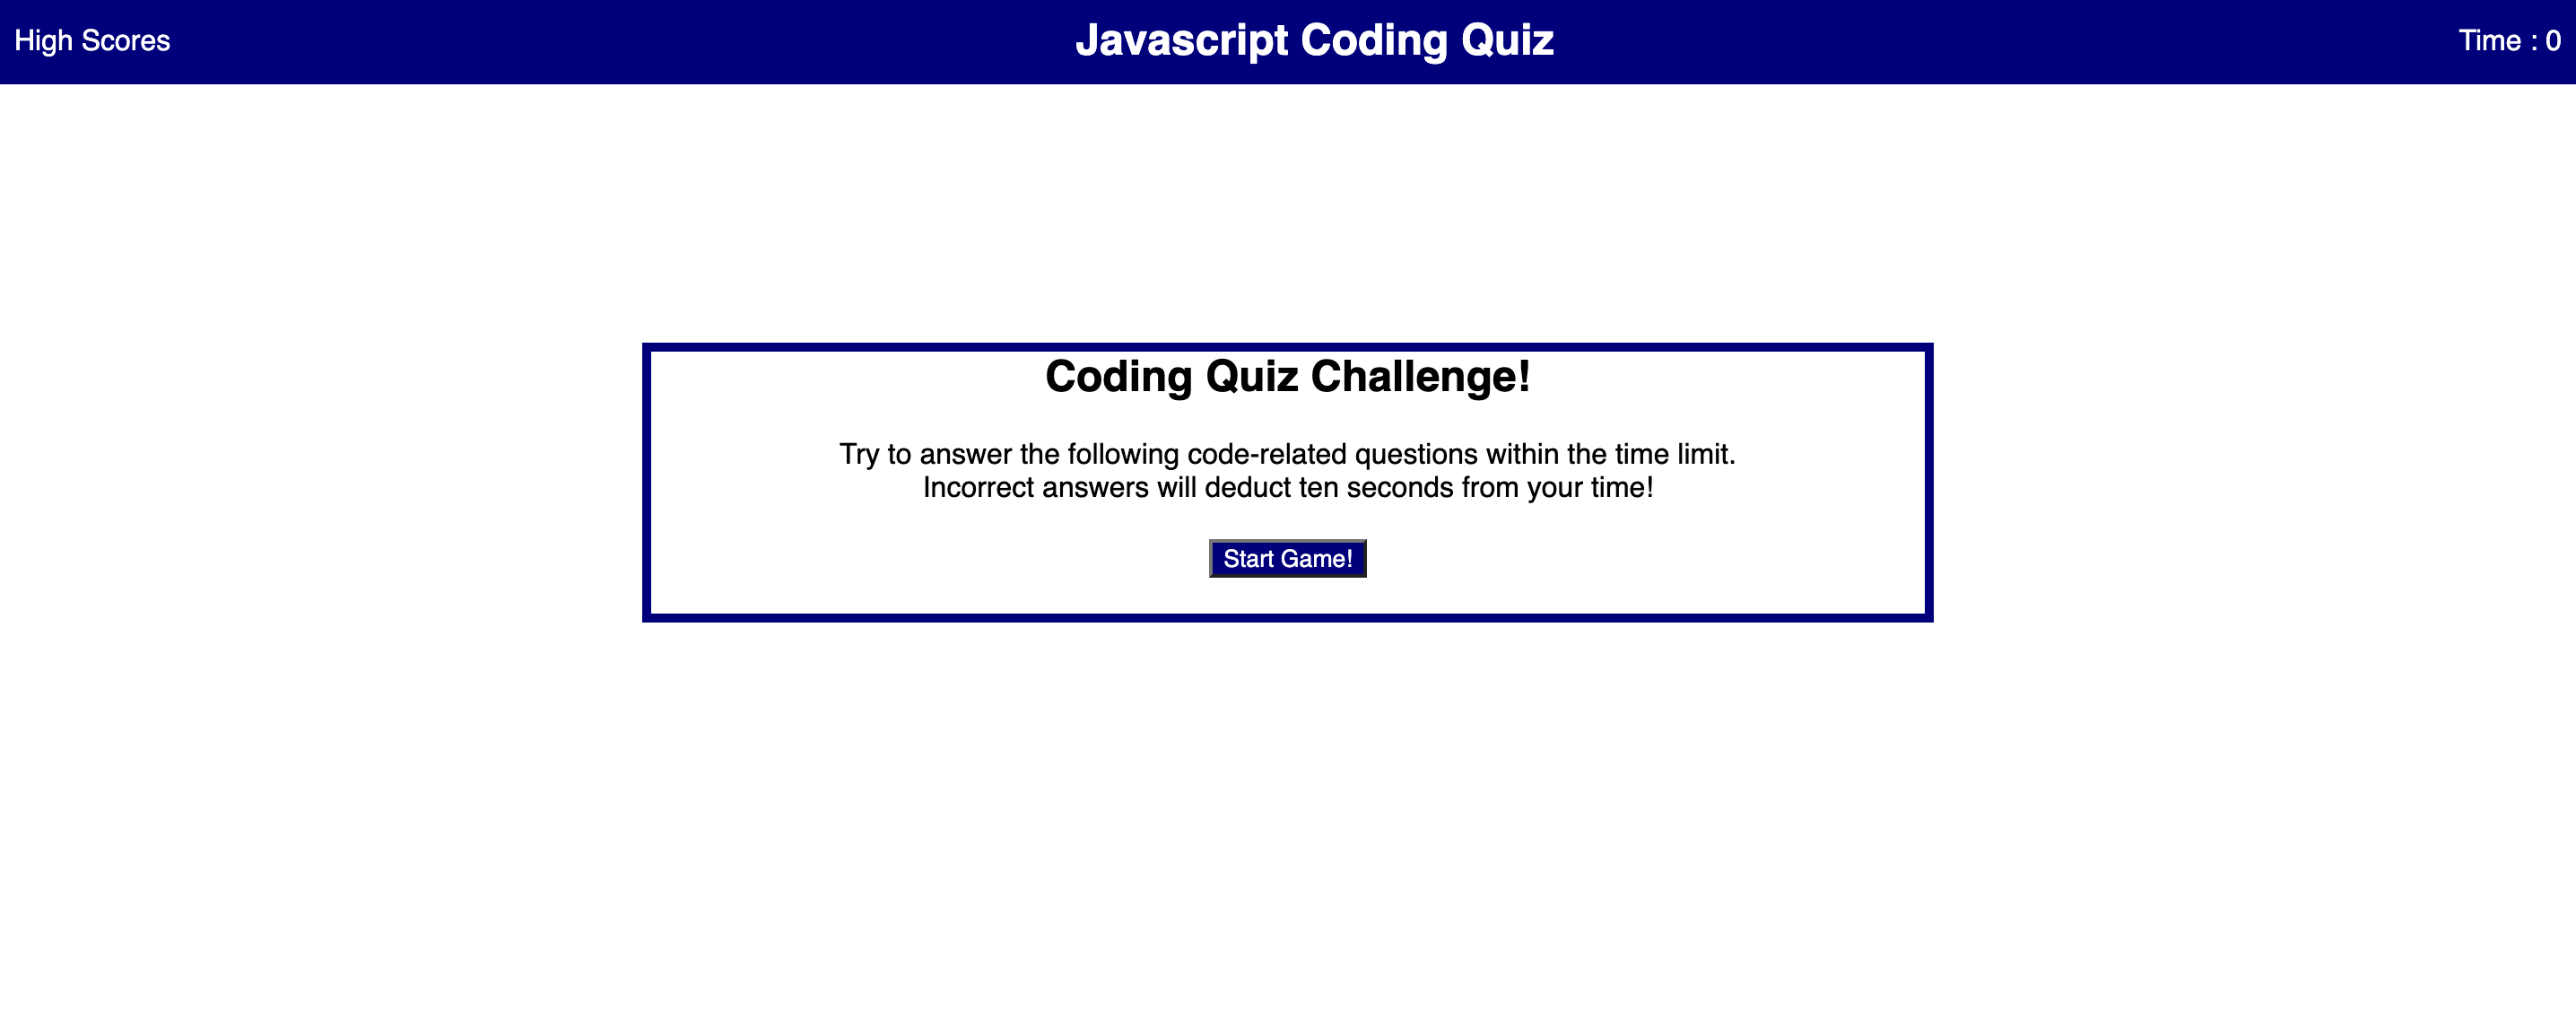 High Scores
Javascript Coding Quiz
Time : 0
Coding Quiz Challenge!
Try to answer the following code-related questions within the time limit.
Incorrect answers will deduct ten seconds from your time!
Start Game!